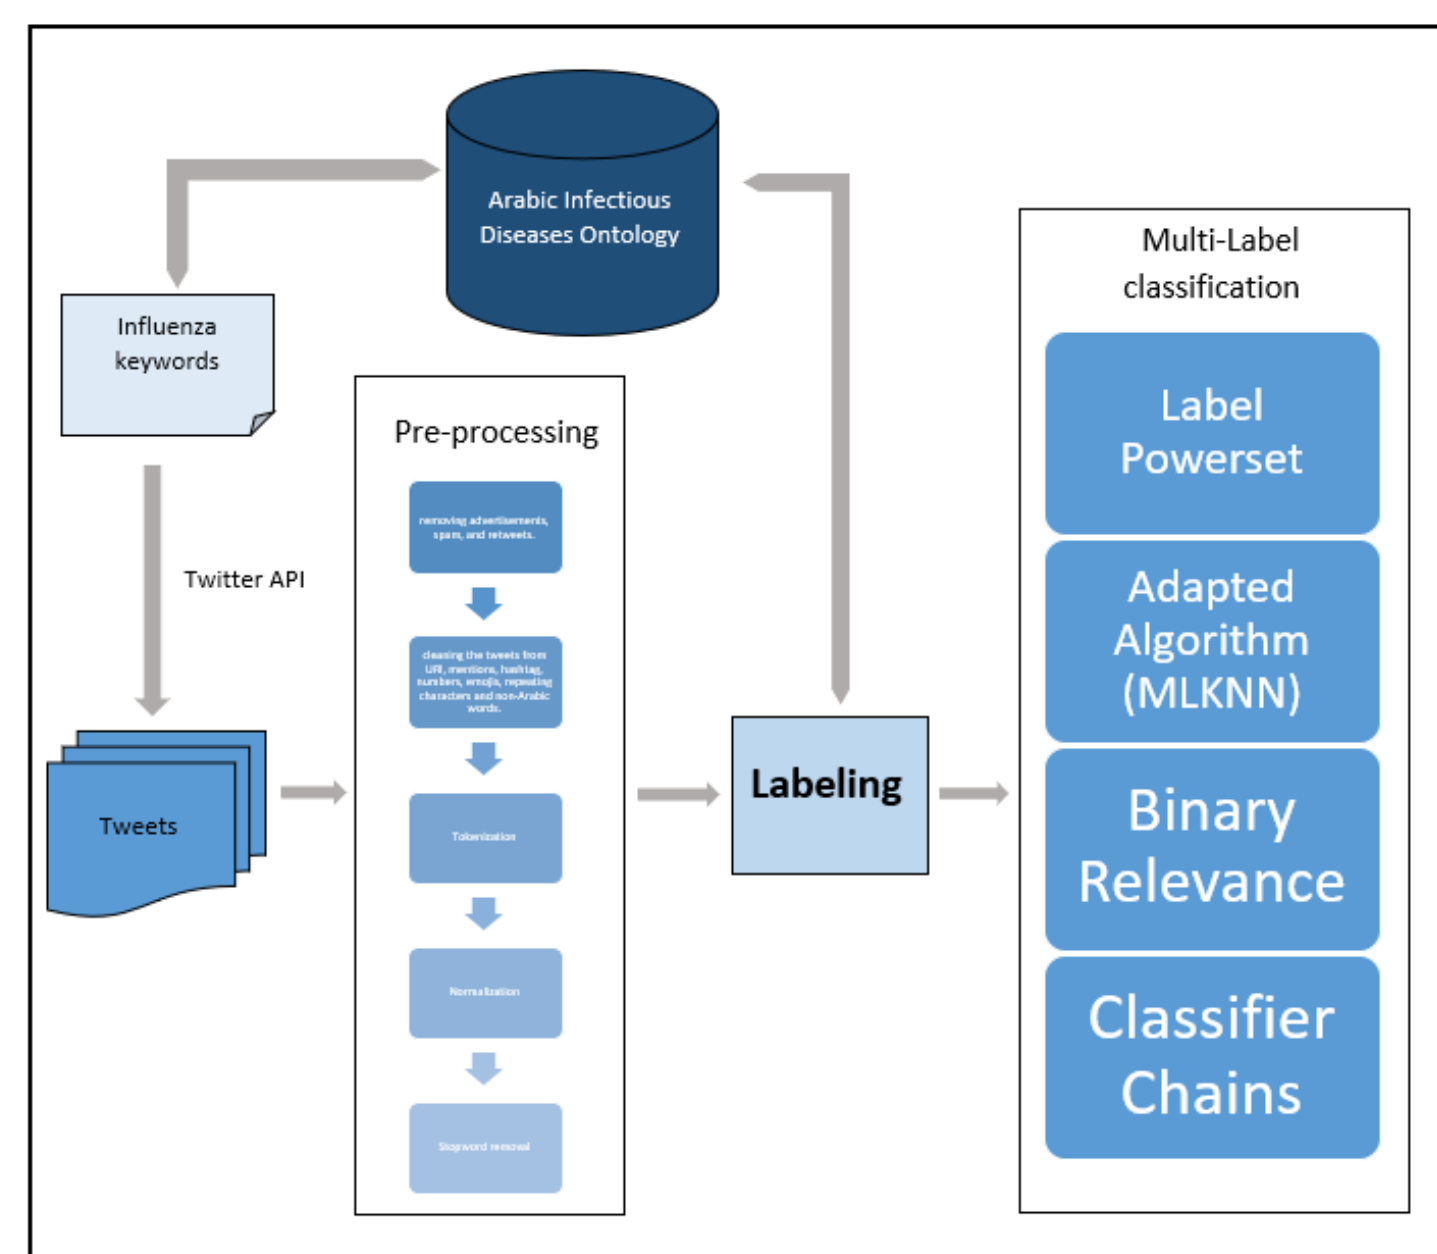 Arabic Infectious
Diseases Ontology
Influenza
keywords
Twitter API
Tweets
Pre-processing
removing advertisements,
spam, and retweets.
cleaning the tweets from
URI, mentions, hashtag,
numbers, emojis, repeating
characters and non-Arabic
words.
Tokenization
Normalization
Stopword removal
Labeling
Multi-Label
classification
Label
Powerset
Adapted
Algorithm
(MLKNN)
Binary
Relevance
Classifier
Chains